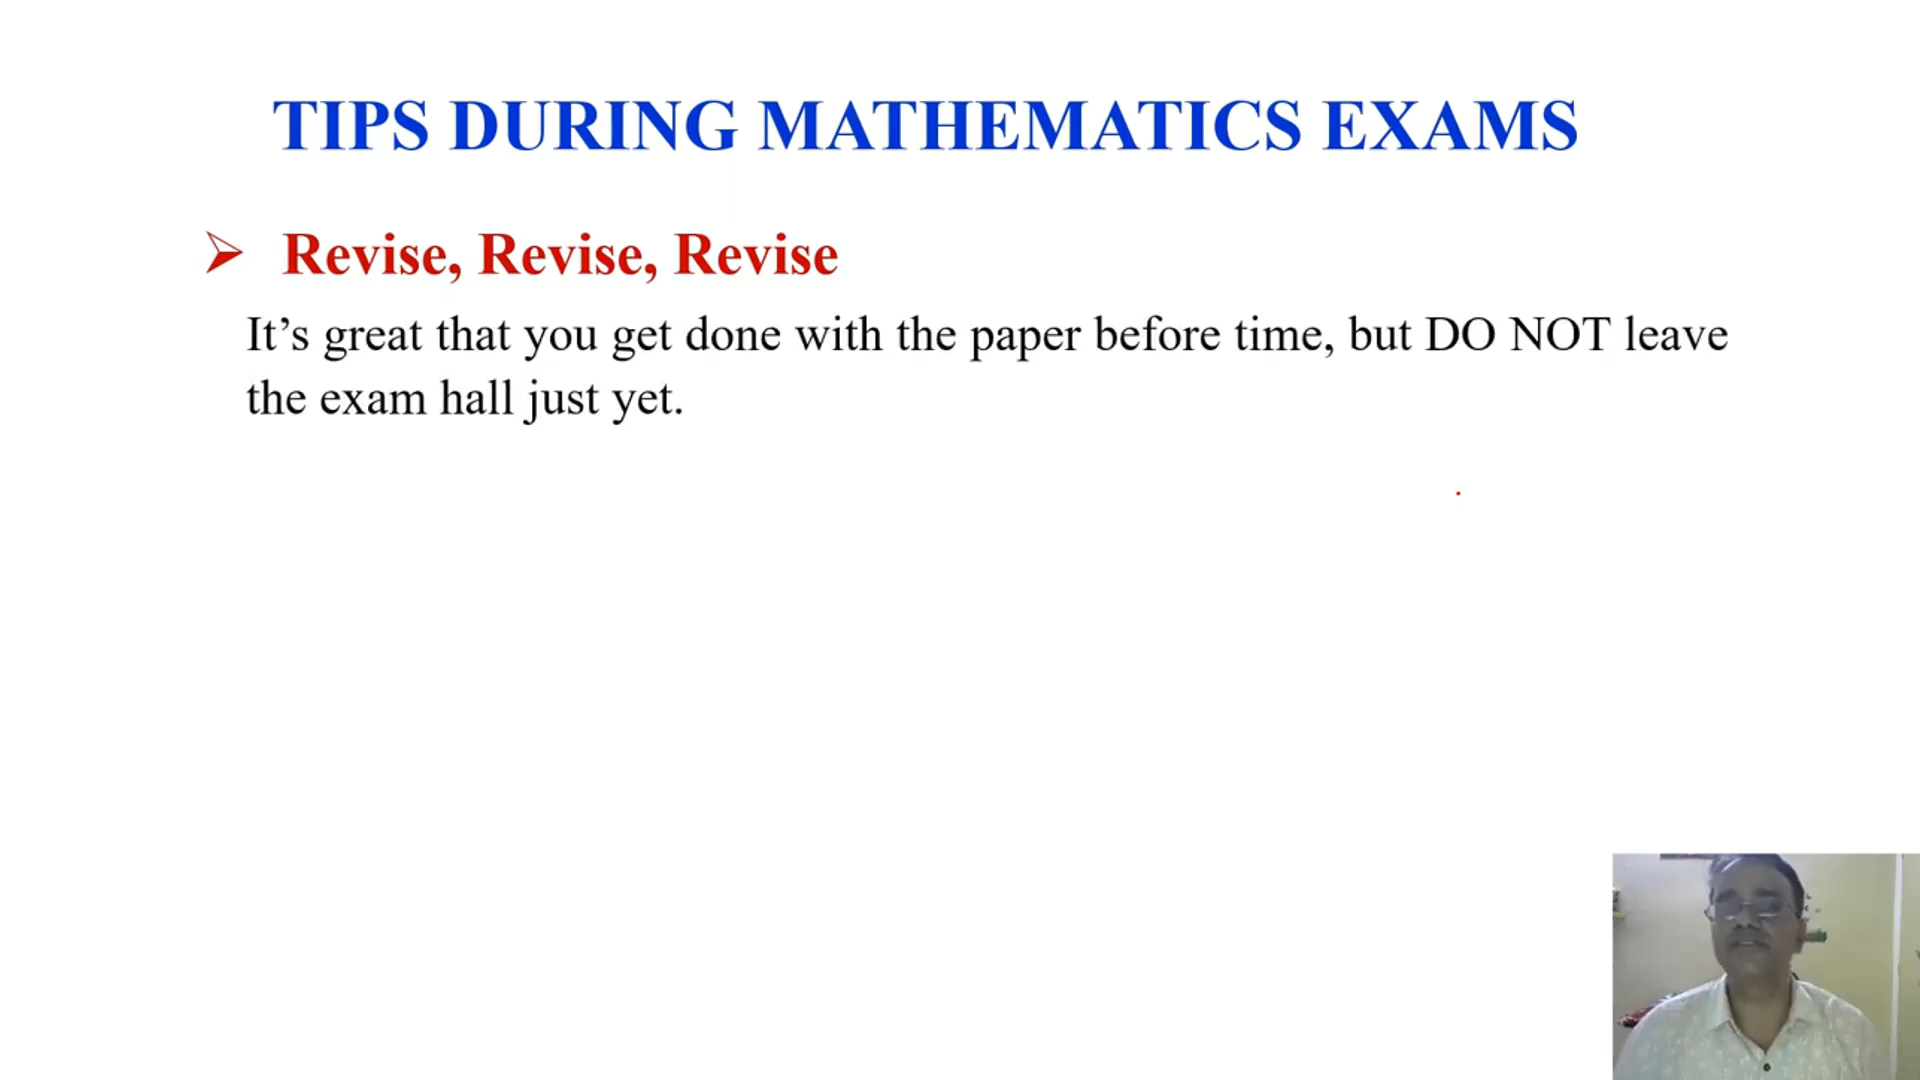 TIPS DURING MATHEMATICS EXAMS
Revise, Revise, Revise
It’s great that you get done with the paper before time, but DO NOT leave
the exam hall just yet.